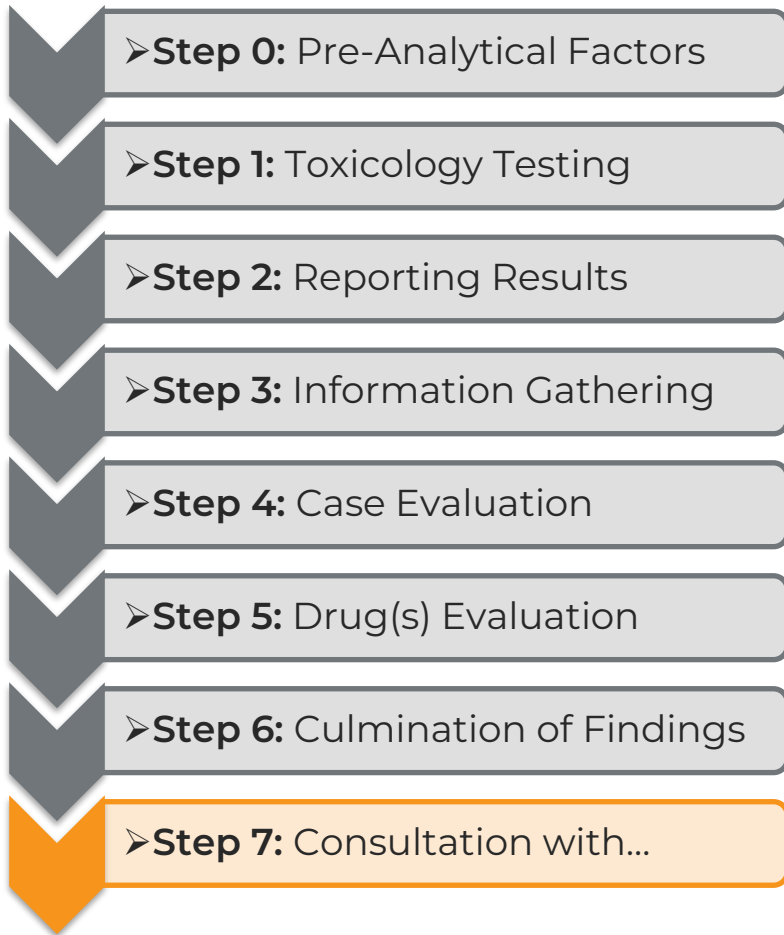 ➢Step 0: Pre-Analytical Factors
➢Step 1: Toxicology Testing
➢Step 2: Reporting Results
➢Step 3: Information Gathering
➢Step 4: Case Evaluation
➢Step 5: Drug(s) Evaluation
➢Step 6: Culmination of Findings
➢Step 7: Consultation with...